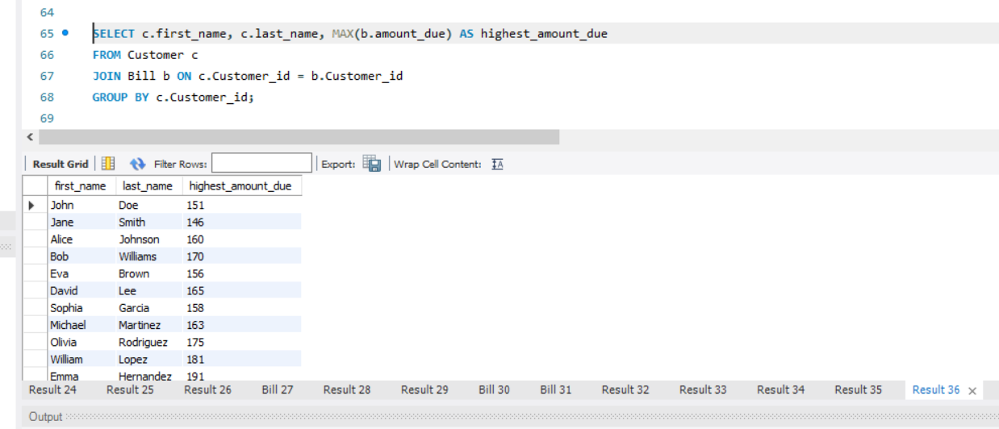 64
65 SELECT c.first_name, c.last_name, MAX(b.amount_due) AS highest_amount_due
66 FROM Customer c
67 JOIN Bill b ON c.Customer_id = b.Customer_id
68 GROUP BY c.Customer_id;
69
Result Grid Filter Rows: Export: Wrap Cell Content: IA
first_name last_name highest_amount_due
John Doe 151
Jane Smith 146
Alice Johnson 160
Bob Williams 170
Eva Brown 156
David Lee 165
Sophia Garcia 158
Michael Martinez 163
Olivia Rodriguez 175
William Lopez 181
Emma Hernandez 191
Result 24 Result 25 Result 26 Bill 27 Result 28 Result 29 Bill 30 Bill 31 Result 32 Result 33 Result 34 Result 35 Result 36 ×
Output